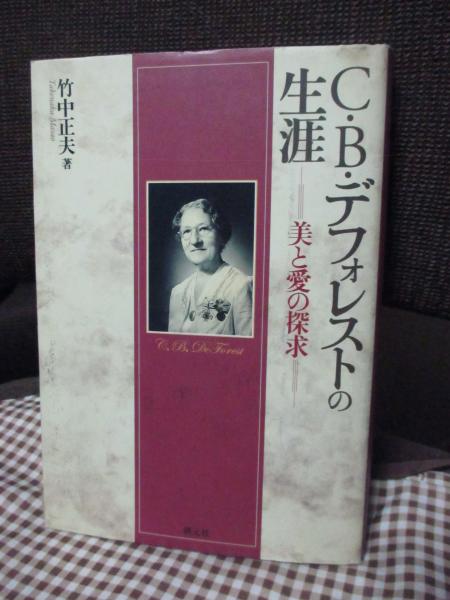 C・B・デフォレストの
生涯
美と愛の探求
竹中正夫 著
Takenaka Masao
C. B. DeForest
創元社